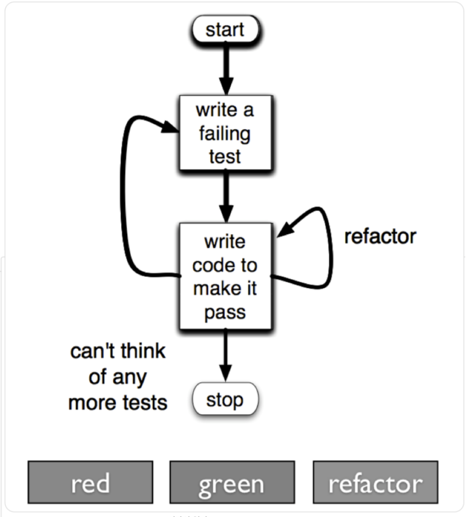 start
write a
failing
test
write
code to
make it
pass
refactor
can't think
of any
more tests
stop
red
green
refactor